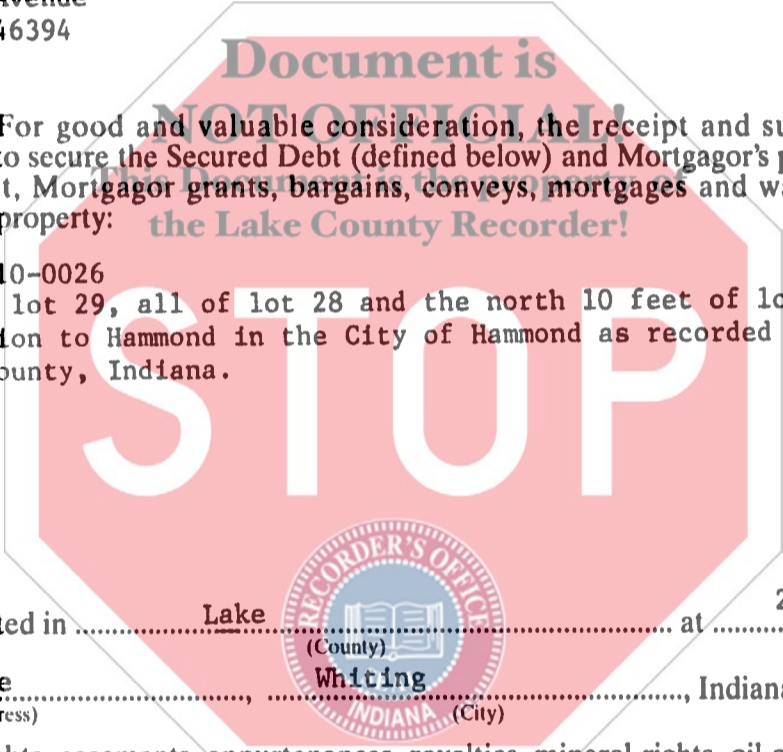 46394
Document is
NOT OFFICIAL!
For good and valuable consideration, the receipt and su
to secure the Secured Debt (defined below) and Mortgagor's
This Document is the property of
t, Mortgagor grants, bargains, conveys, mortgages and
property:
the Lake County Recorder!
10-0026
lot 29, all of lot 28 and the north 10 feet of
ion to Hammond in the City of Hammond as recorded
ounty, Indiana.
STOP
RECORDER'S OFFICE
ted in Lake at
(County)
e , Whiting , Indiana
ress) (City)
INDIANA